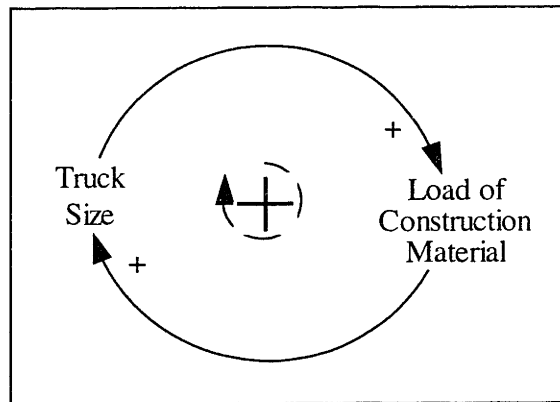 +
Truck
Size
+
Load of
Construction
Material
+